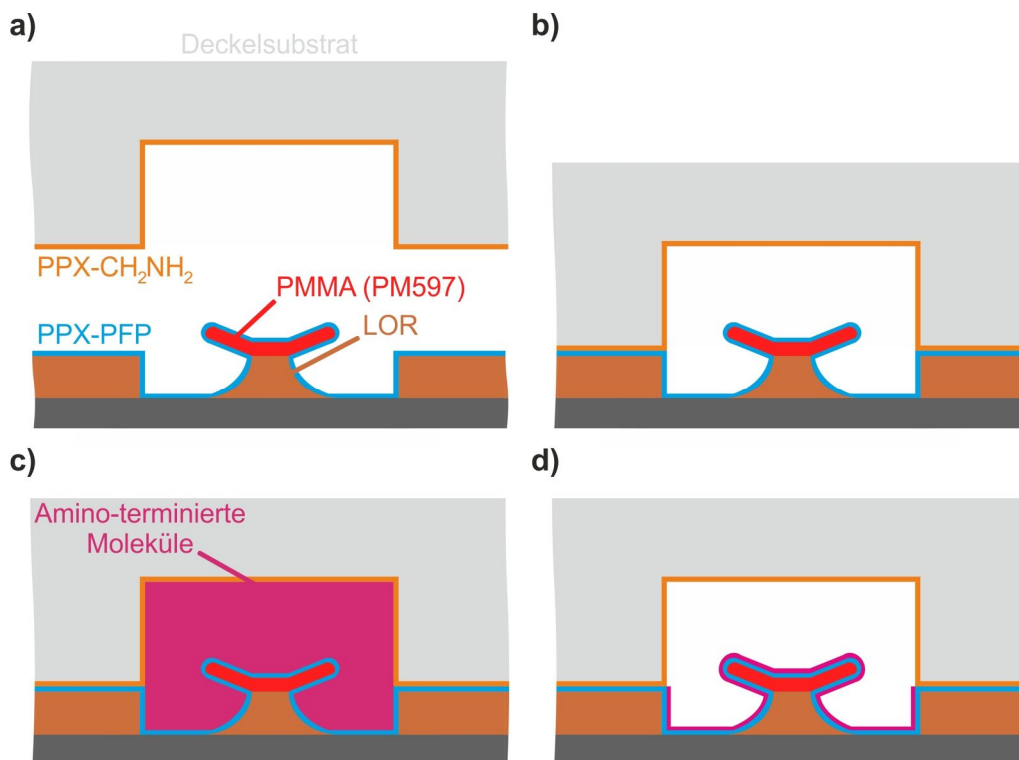 a)
Deckelsubstrat
PPX-CH₂NH₂
PMMA (PM597)
PPX-PFP
LOR
b)
c)
Amino-terminierte
Moleküle
d)